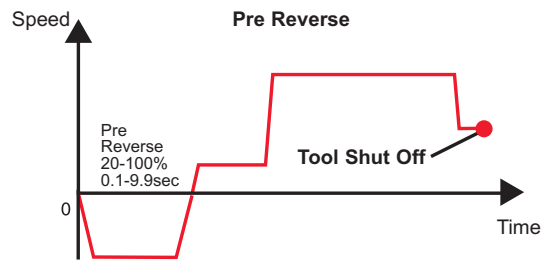 Speed
Pre Reverse
Pre
Reverse
20-100%
0.1-9.9sec
Tool Shut Off
0
Time